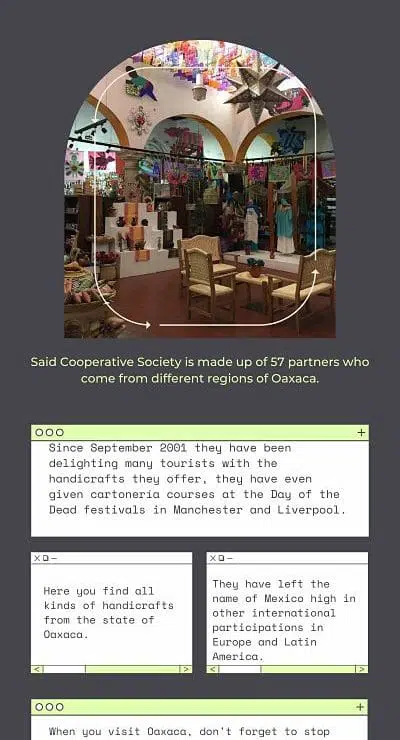 Said Cooperative Society is made up of 57 partners who
come from different regions of Oaxaca.
Since September 2001 they have been
delighting many tourists with the
handicrafts they offer, they have even
given cartonería courses at the Day of the
Dead festivals in Manchester and Liverpool.
Here you find all
kinds of handicrafts
from the state of
Oaxaca.
They have left the
name of Mexico high in
other international
participations in
Europe and Latin
America.
When you visit Oaxaca, don't forget to stop